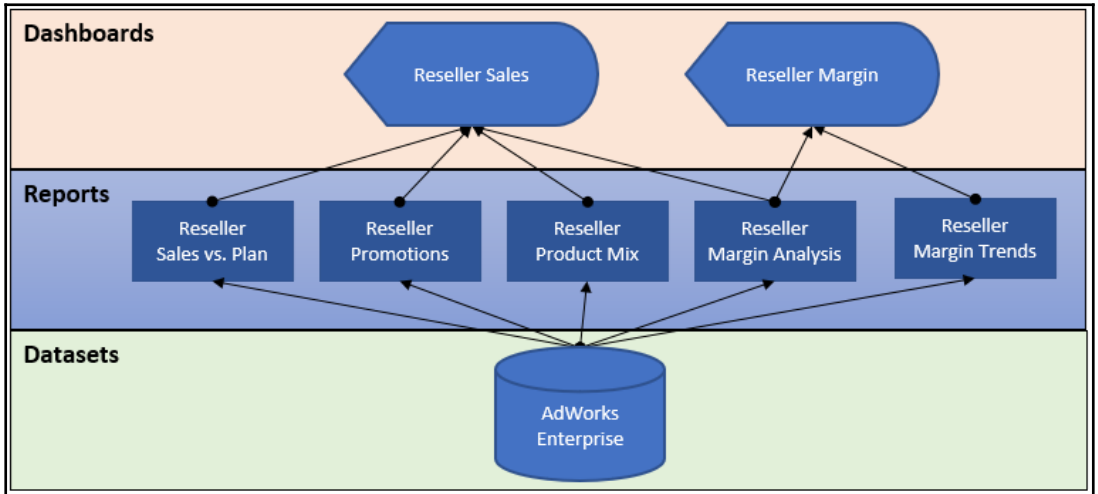 Dashboards
Reseller Sales
Reseller Margin
Reports
Reseller
Sales vs. Plan
Reseller
Promotions
Reseller
Product Mix
Reseller
Margin Analysis
Reseller
Margin Trends
Datasets
AdWorks
Enterprise